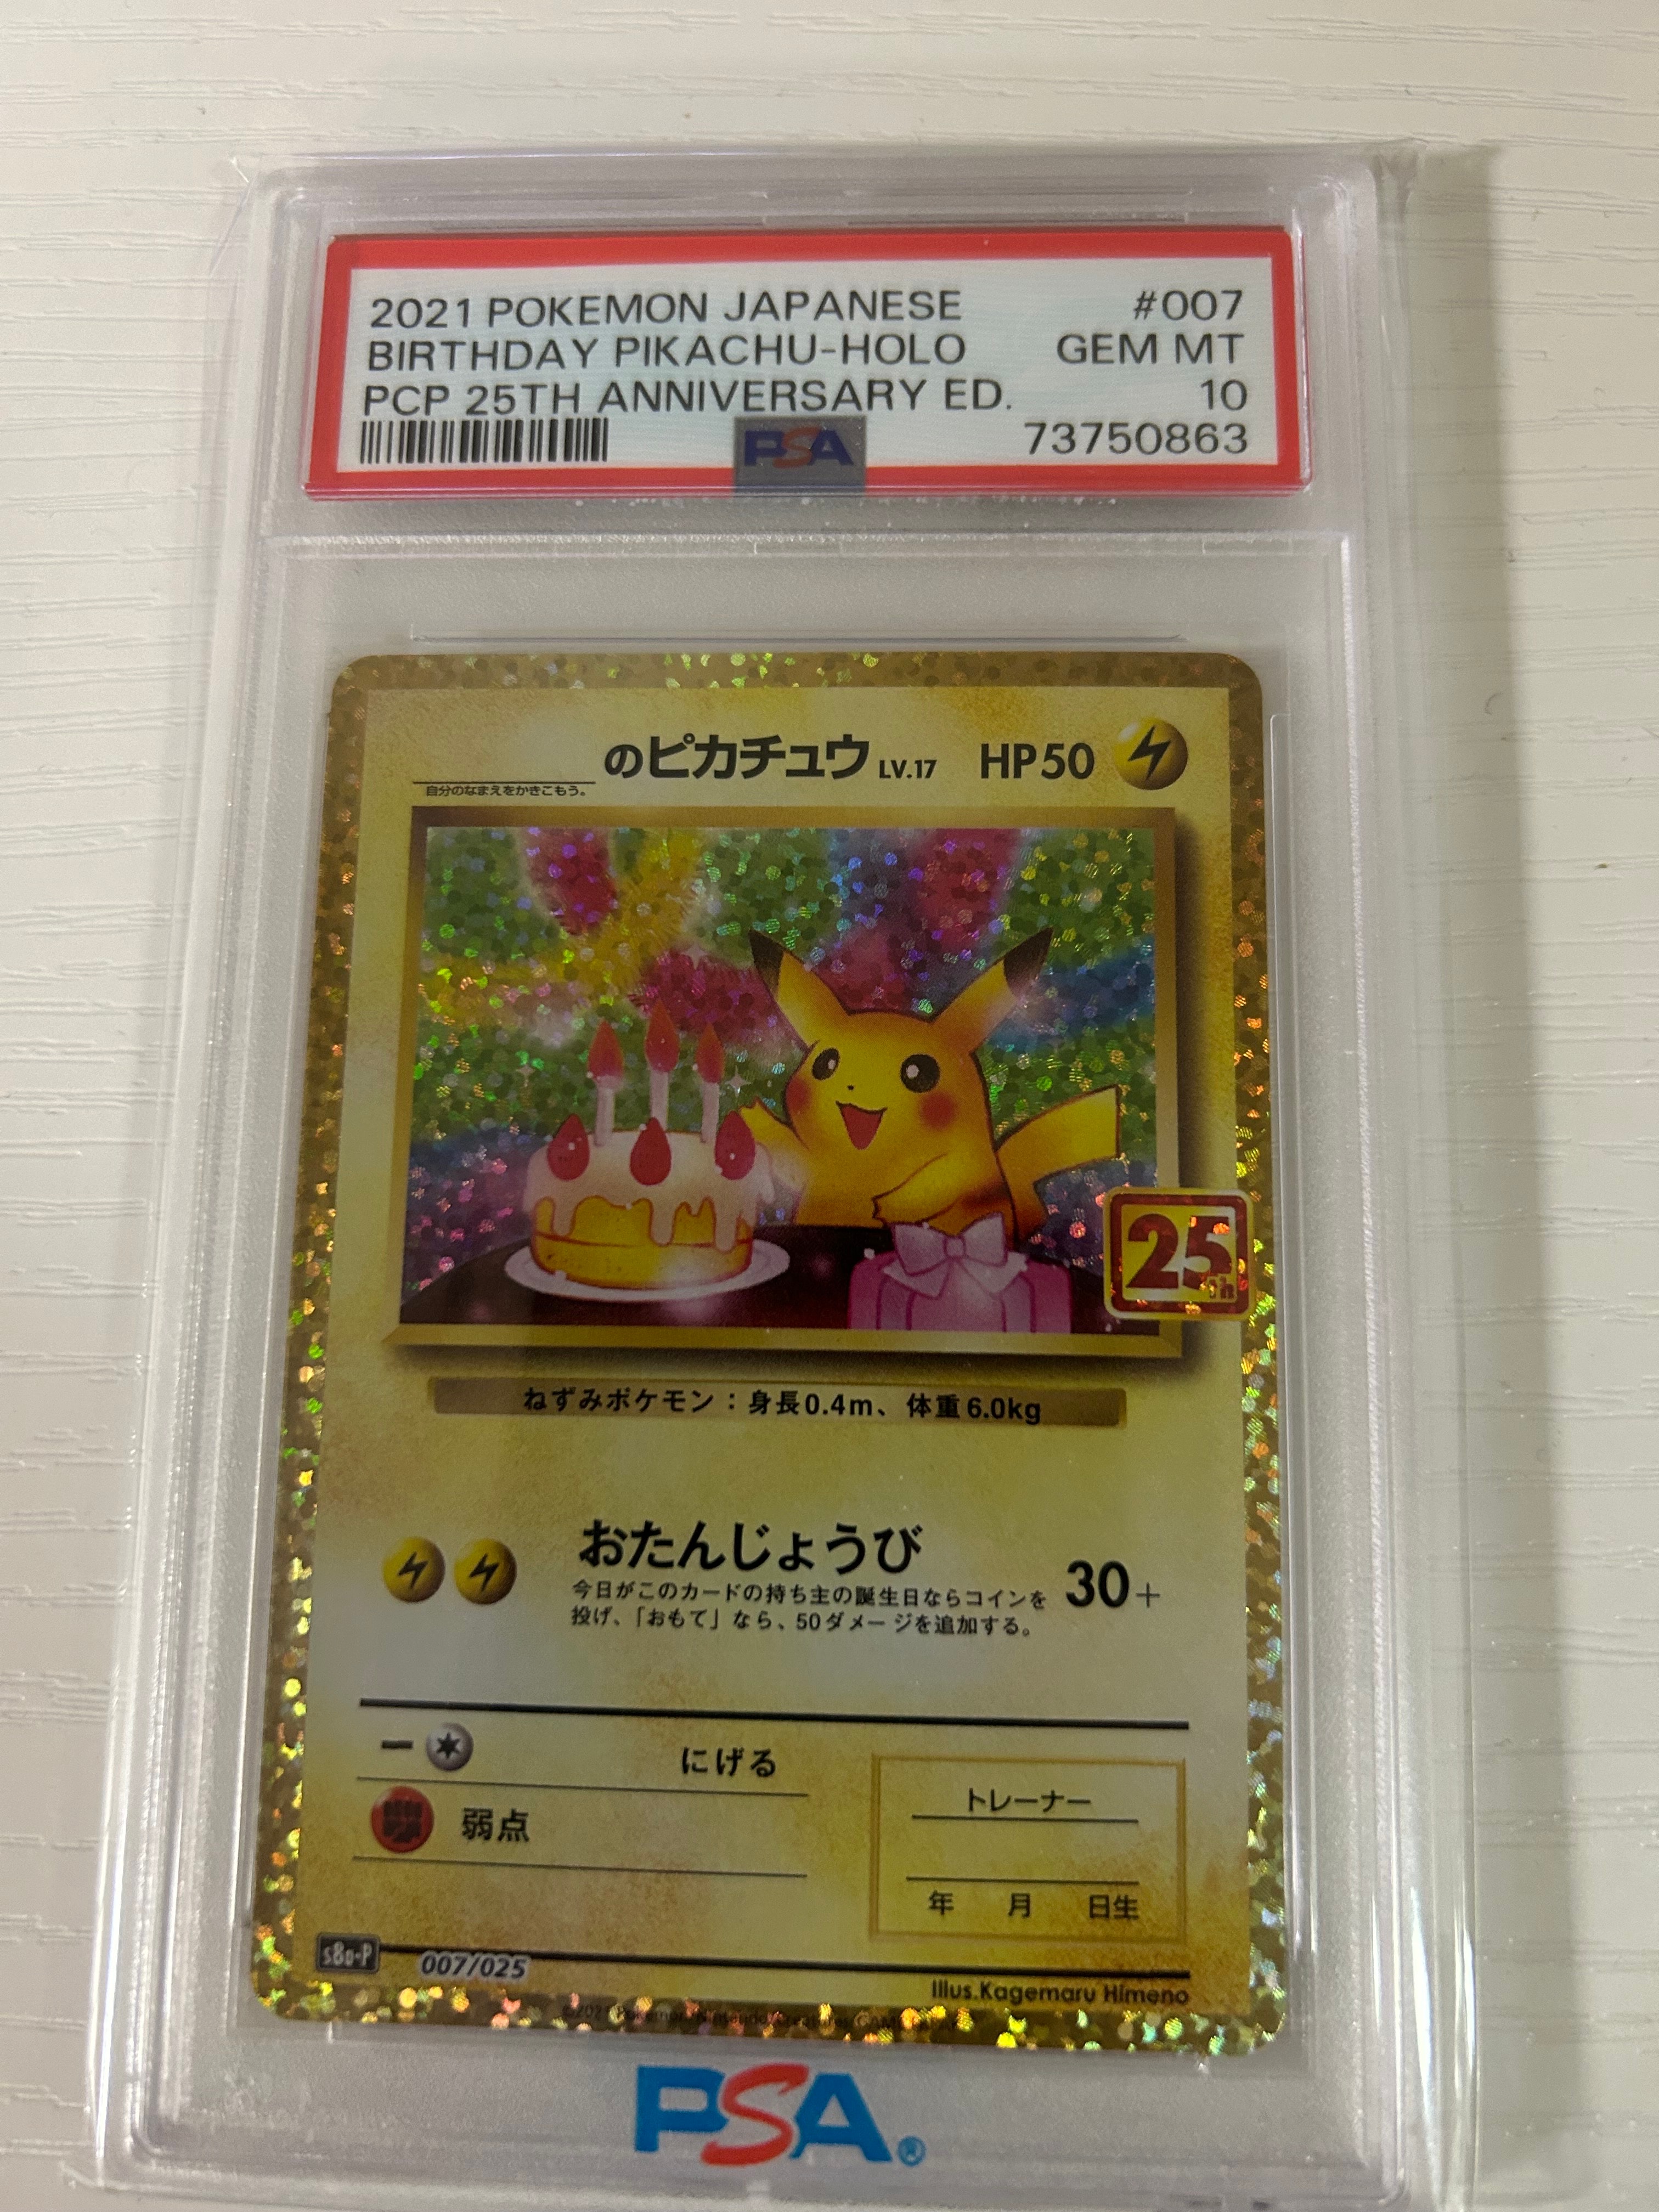 2021 POKEMON JAPANESE #007
BIRTHDAY PIKACHU-HOLO GEM MT
PCP 25TH ANNIVERSARY ED. 10
PSA 73750863
のピカチュウ LV.17 HP50
自分のなまえをかきこもう。
25th
ねずみポケモン：身長0.4m、体重6.0kg
おたんじょうび 30+
今日がこのカードの持ち主の誕生日ならコインを
投げ、「おもて」なら、50ダメージを追加する。
にげる
弱点
トレーナー
年 月 日生
s8a-P 007/025
Illus.Kagemaru Himeno
©2021 Pokémon/Nintendo/Creatures/GAME FREAK
PSA®